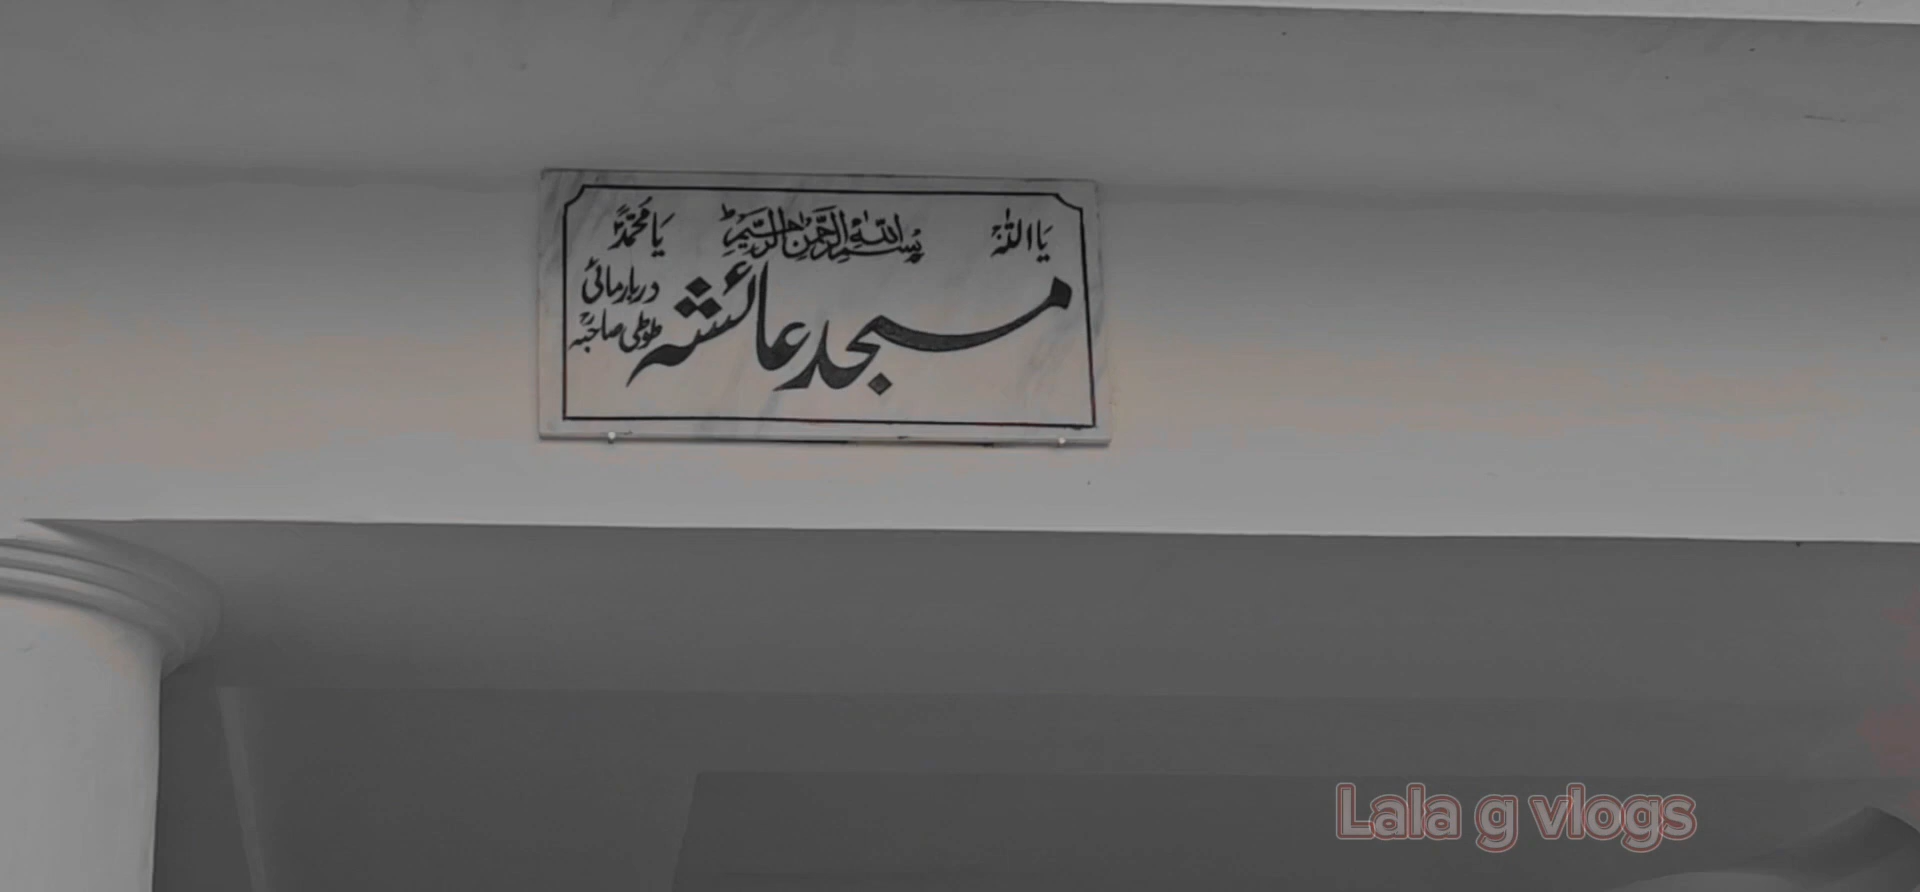 یا اللہ بسم اللہ الرحمن الرحیم یا محمدؐ
مسجد عائشہ
دربار مائی
طوطی صاحبہؒ
Lala g vlogs